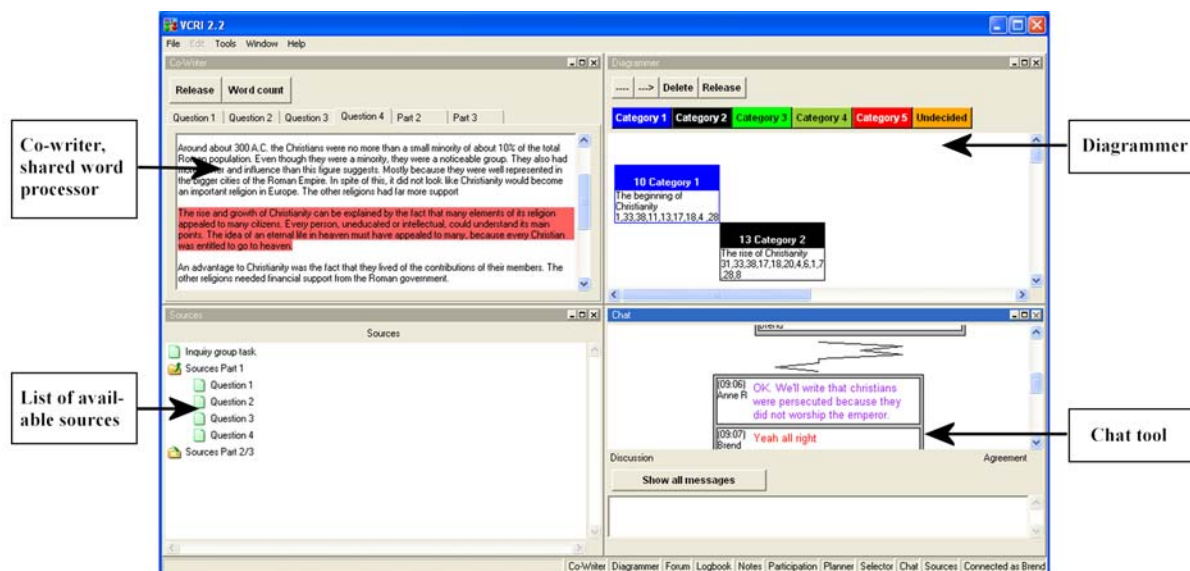 VCRI 2.2
File Edit Tools Window Help
Co-Writer
Release Word count
Question 1 Question 2 Question 3 Question 4 Part 2 Part 3
Around about 300 A.C. the Christians were no more than a small minority of about 10% of the total
Roman population. Even though they were a minority, they were a noticeable group. They also had
and influence than this figure suggests. Mostly because they were well represented in
the bigger cities of the Roman Empire. In spite of this, it did not look like Christianity would become
an important religion in Europe. The other religions had far more support
The rise and growth of Christianity can be explained by the fact that many elements of its religion
appealed to many citizens. Every person, uneducated or intellectual, could understand its main
points. The idea of an eternal life in heaven must have appealed to many, because every Christian
was entitled to go to heaven.
An advantage to Christianity was the fact that they lived of the contributions of their members. The
other religions needed financial support from the Roman government.
Diagrammer
---- ---> Delete Release
Category 1 Category 2 Category 3 Category 4 Category 5 Undecided
10 Category 1
The beginning of
Christianity
1,33,38,11,13,17,18,4 ,28
13 Category 2
The rise of Christianity
31,33,38,17,18,20,4,6,1,7
,28,8
Sources
Sources
Inquiry group task
Sources Part 1
Question 1
Question 2
Question 3
Question 4
Sources Part 2/3
Chat
Brend
(09:06)
Anne R
OK. We'll write that christians
were persecuted because they
did not worship the emperor.
(09:07)
Brend
Yeah all right
Discussion Agreement
Show all messages
Co-Writer Diagrammer Forum Logbook Notes Participation Planner Selector Chat Sources Connected as Brend
Co-writer,
shared word
processor
List of avail-
able sources
Diagrammer
Chat tool